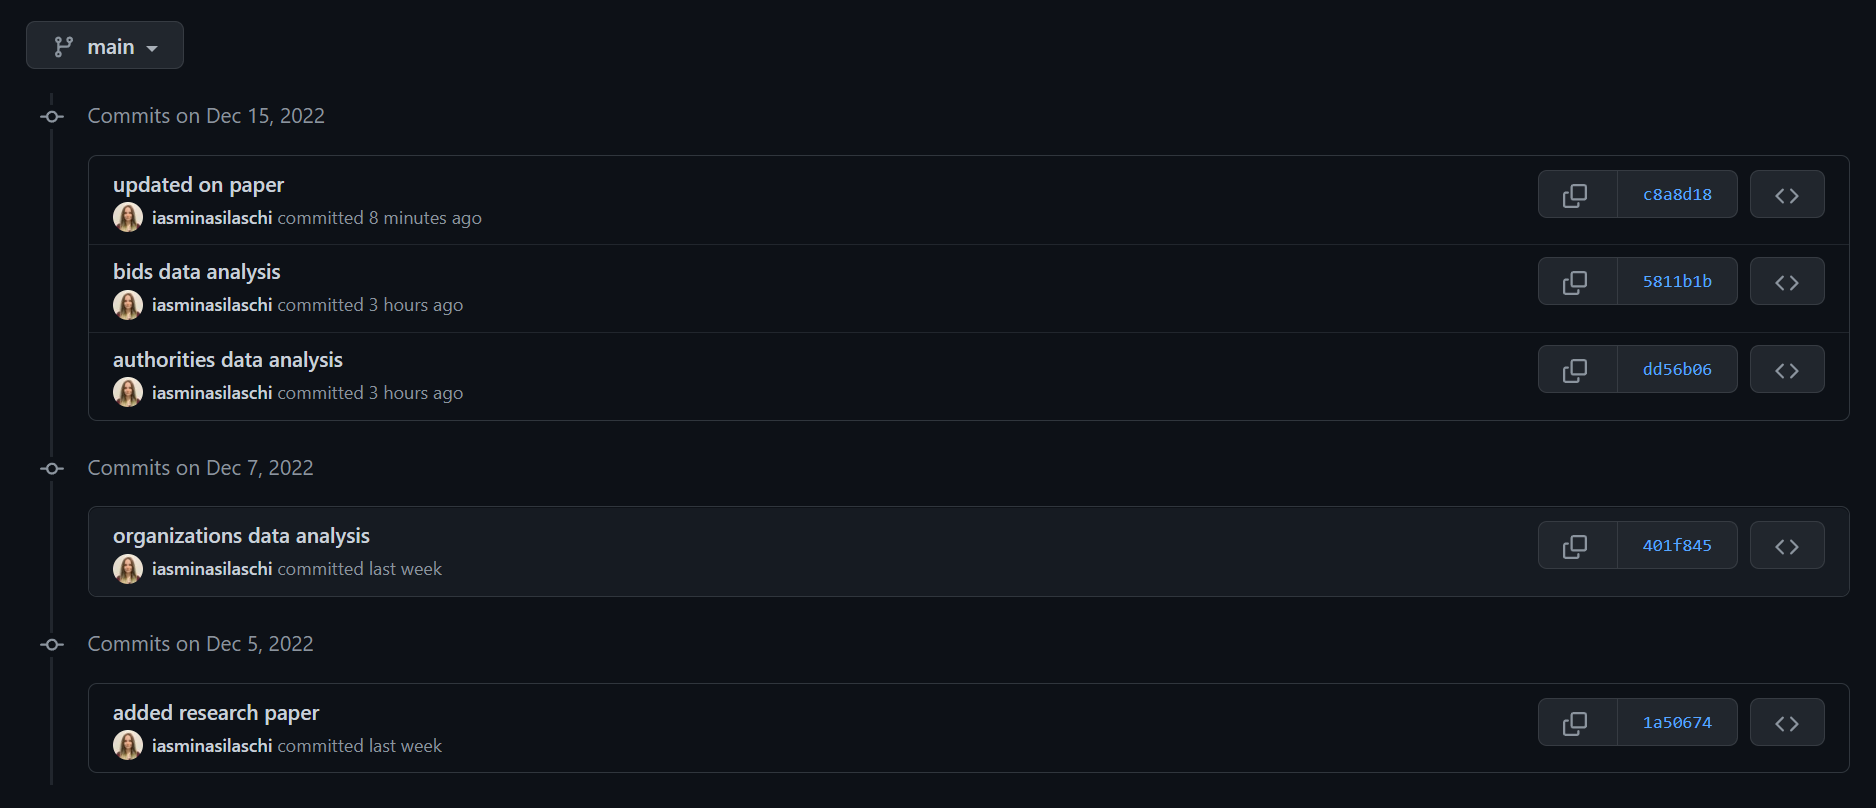 main
Commits on Dec 15, 2022
updated on paper
iasminasilaschi committed 8 minutes ago
c8a8d18
bids data analysis
iasminasilaschi committed 3 hours ago
5811b1b
authorities data analysis
iasminasilaschi committed 3 hours ago
dd56b06
Commits on Dec 7, 2022
organizations data analysis
iasminasilaschi committed last week
401f845
Commits on Dec 5, 2022
added research paper
iasminasilaschi committed last week
1a50674